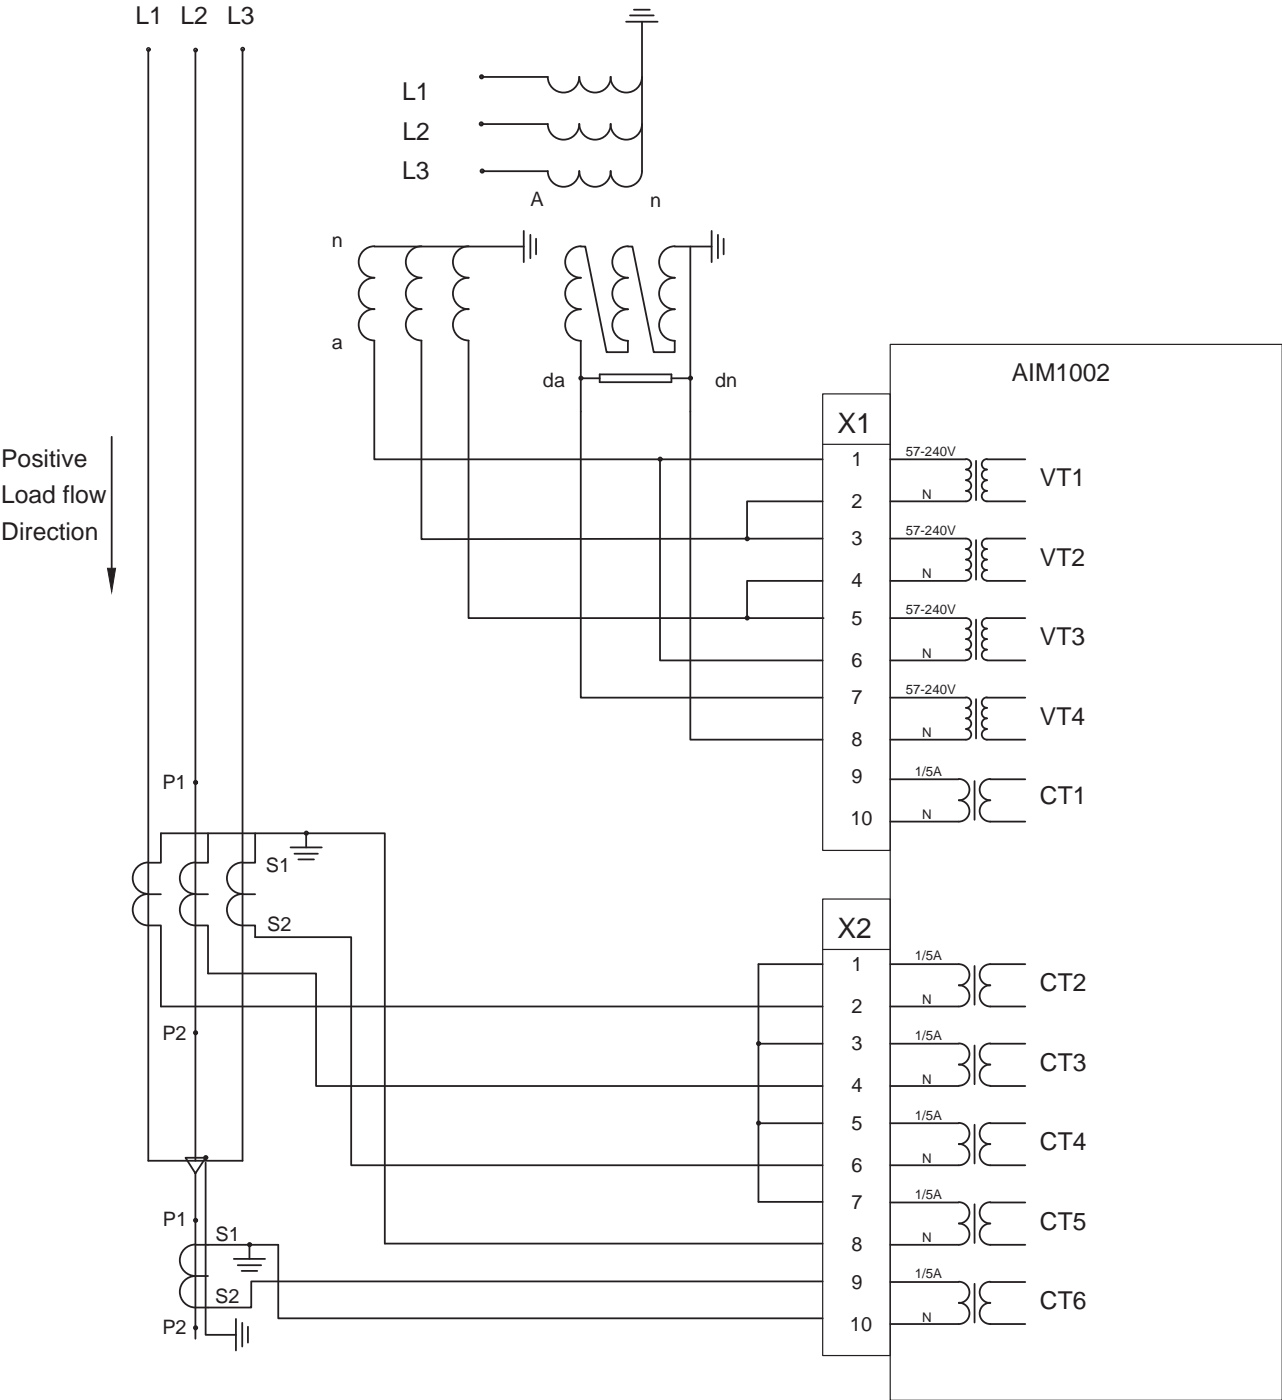 L1 L2 L3
L1
L2
L3
A n
n
a
da dn
AIM1002
Positive
Load flow
Direction
X1
1 57-240V
VT1
2 N
3 57-240V
VT2
4 N
5 57-240V
VT3
6 N
7 57-240V
VT4
8 N
9 1/5A
CT1
10 N
P1
S1
S2
P2
X2
1 1/5A
CT2
2 N
3 1/5A
CT3
4 N
5 1/5A
CT4
6 N
7 1/5A
CT5
8 N
9 1/5A
CT6
10 N
P1
S1
S2
P2